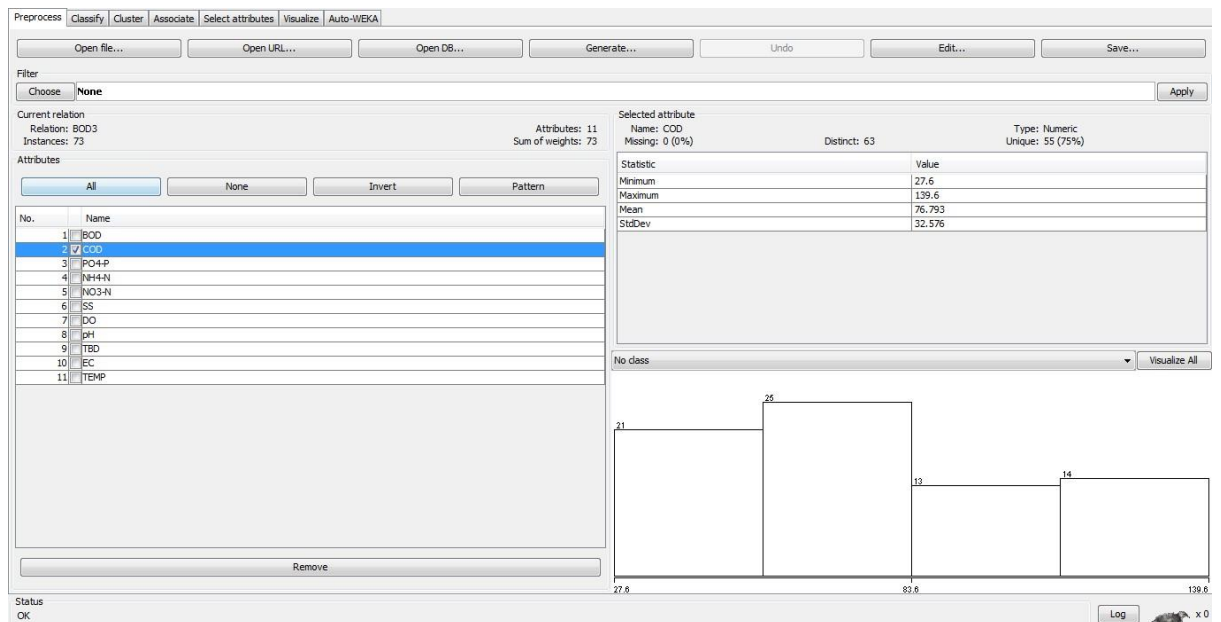 Preprocess Classify Cluster Associate Select attributes Visualize Auto-WEKA
Open file... Open URL... Open DB... Generate... Undo Edit... Save...
Filter
Choose None Apply
Current relation
Relation: BOD3 Attributes: 11
Instances: 73 Sum of weights: 73
Attributes
All None Invert Pattern
No. Name
1 BOD
2 COD
3 PO4-P
4 NH4-N
5 NO3-N
6 SS
7 DO
8 pH
9 TBD
10 EC
11 TEMP
Remove
Selected attribute
Name: COD Type: Numeric
Missing: 0 (0%) Distinct: 63 Unique: 55 (75%)
Statistic Value
Minimum 27.6
Maximum 139.6
Mean 76.793
StdDev 32.576
No class Visualize All
21 25 13 14
27.6 83.6 139.6
Status
OK Log x 0